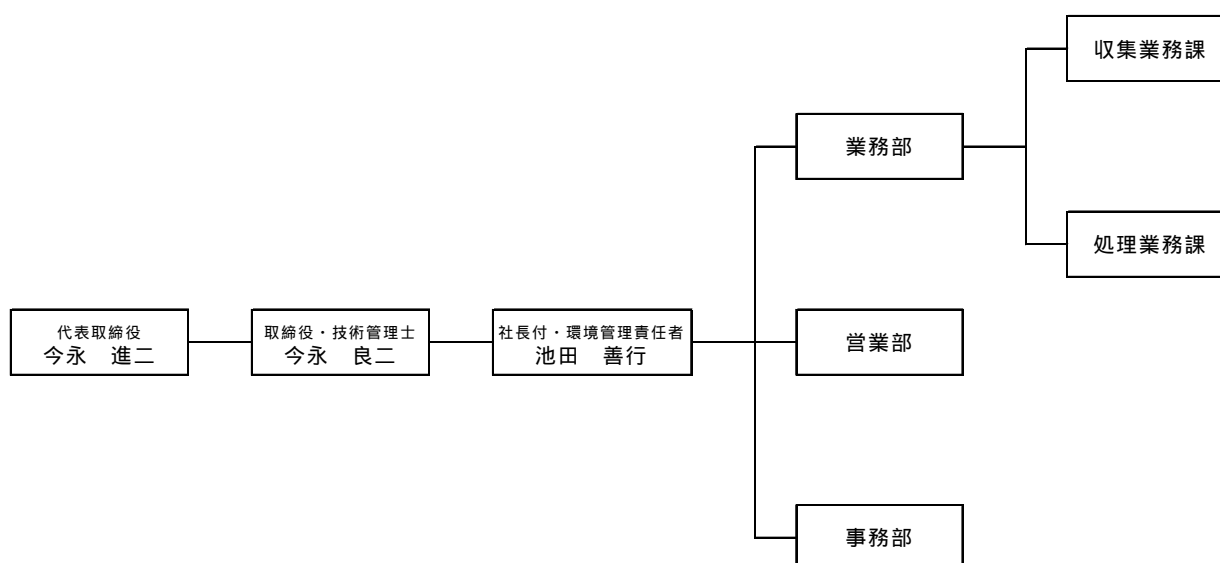 代表取締役
今永　進二
取締役・技術管理士
今永　良二
社長付・環境管理責任者
池田　善行
業務部
収集業務課
処理業務課
営業部
事務部